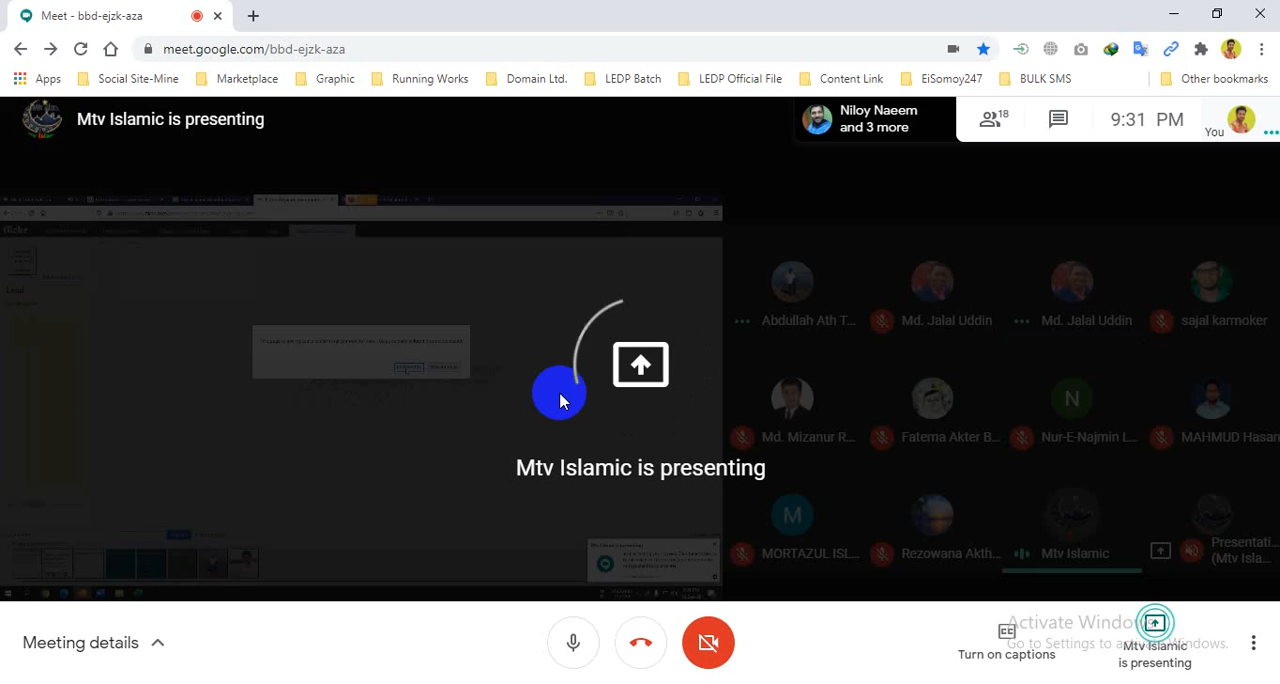 Meet - bbd-ejzk-aza
meet.google.com/bbd-ejzk-aza
Apps
Social Site-Mine
Marketplace
Graphic
Running Works
Domain Ltd.
LEDP Batch
LEDP Official File
Content Link
EiSomoy247
BULK SMS
Other bookmarks
Mtv Islamic is presenting
Niloy Naeem
and 3 more
18
9:31 PM
You
flickr
Abdullah Ath T...
Md. Jalal Uddin
Md. Jalal Uddin
sajal karmoker
Mtv Islamic is presenting
Md. Mizanur R...
Fatema Akter B...
N
Nur-E-Najmin L...
MAHMUD Hasan
M
MORTAZUL ISL...
Rezowana Akth...
Mtv Islamic
Presentati...
(Mtv Isla...
Meeting details
CC
Turn on captions
Mtv Islamic
is presenting
Activate Windows
Go to Settings to activate Windows.